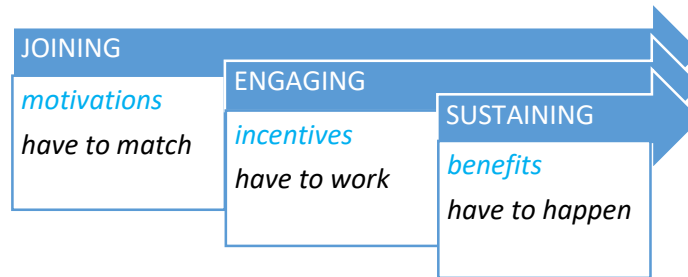 JOINING
motivations
have to match
ENGAGING
incentives
have to work
SUSTAINING
benefits
have to happen